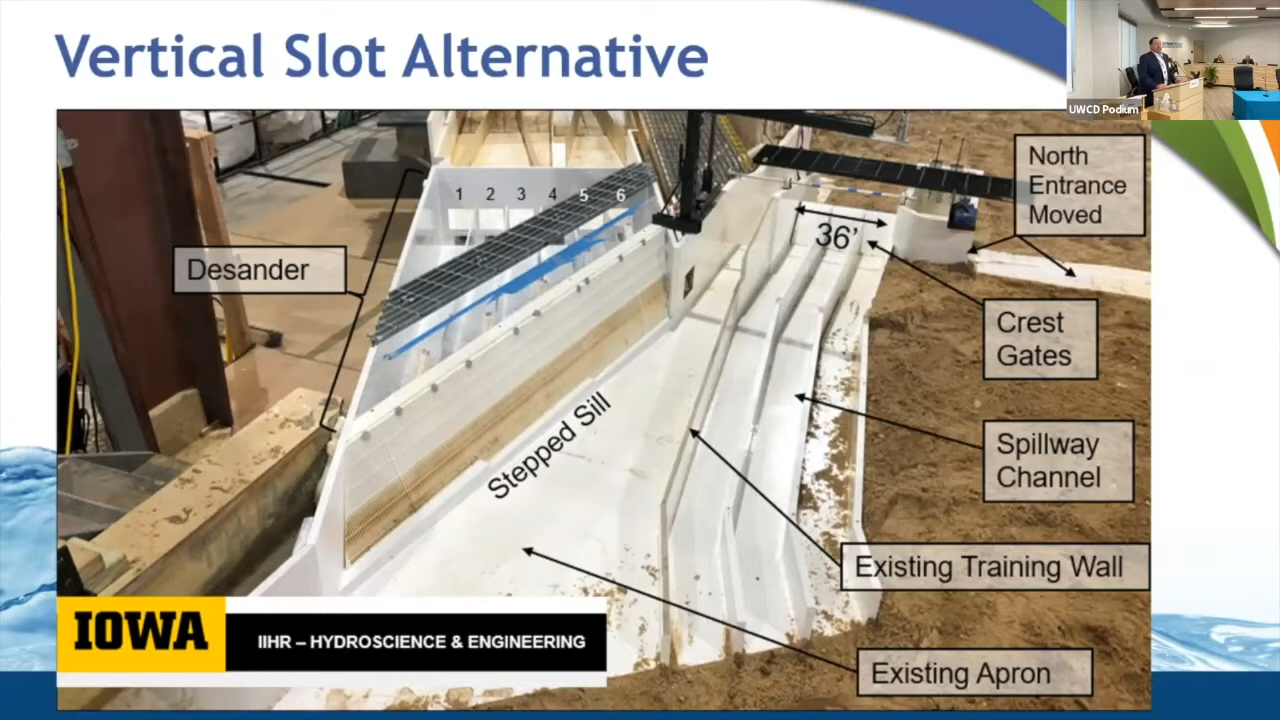 Vertical Slot Alternative
UWCD Podium
North
Entrance
Moved
1 2 3 4 5 6
36'
Desander
Crest
Gates
Stepped Sill
Spillway
Channel
Existing Training Wall
IOWA
IIHR – HYDROSCIENCE & ENGINEERING
Existing Apron